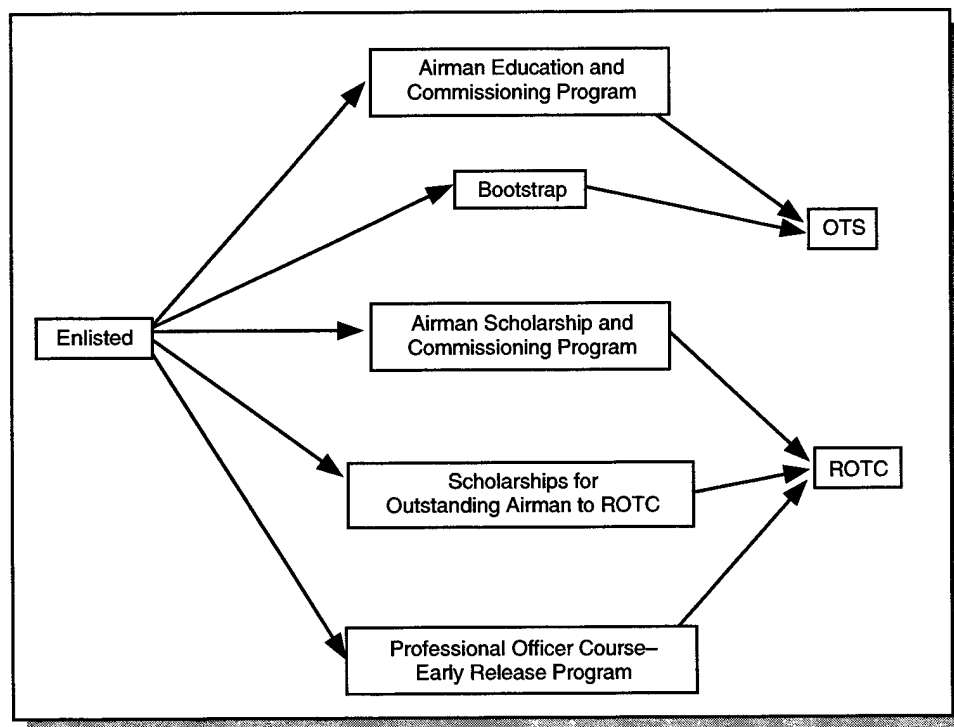 Airman Education and
Commissioning Program
Bootstrap
OTS
Enlisted
Airman Scholarship and
Commissioning Program
Scholarships for
Outstanding Airman to ROTC
ROTC
Professional Officer Course–
Early Release Program